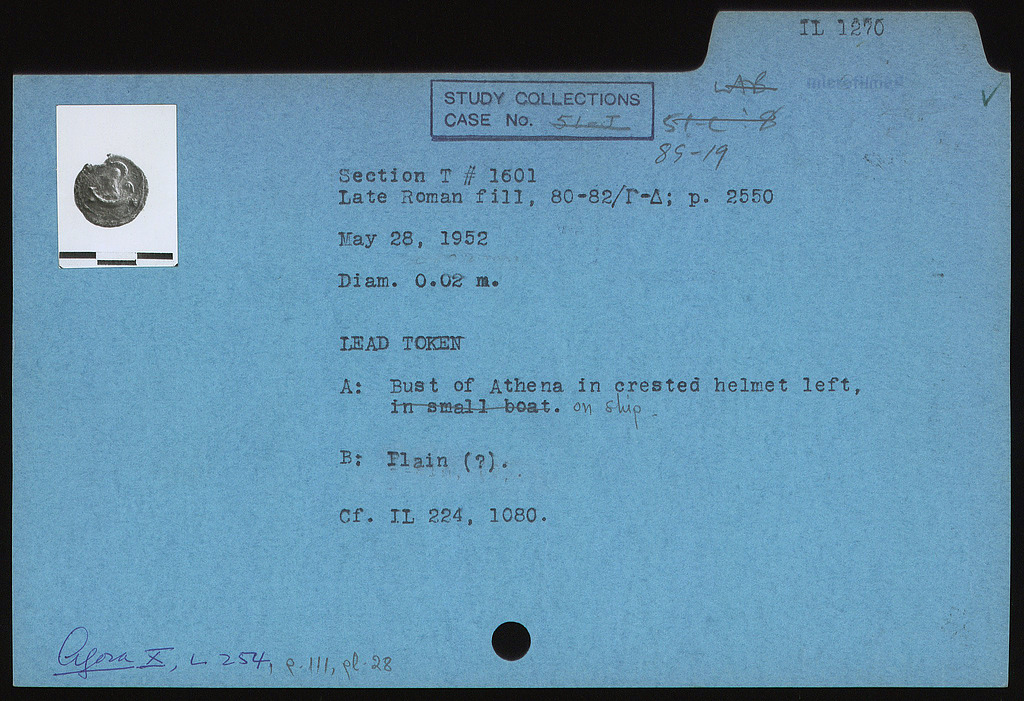 IL 1270
LAB
microfilmed
STUDY COLLECTIONS
CASE No. 51-I
89-19
Section T # 1601
Late Roman fill, 80-82/Γ-Δ; p. 2550
May 28, 1952
Diam. 0.02 m.
LEAD TOKEN
A: Bust of Athena in crested helmet left,
in small boat. on ship.
B: Plain (?).
Cf. IL 224, 1080.
Agora X, L 254, p. 111, pl. 28